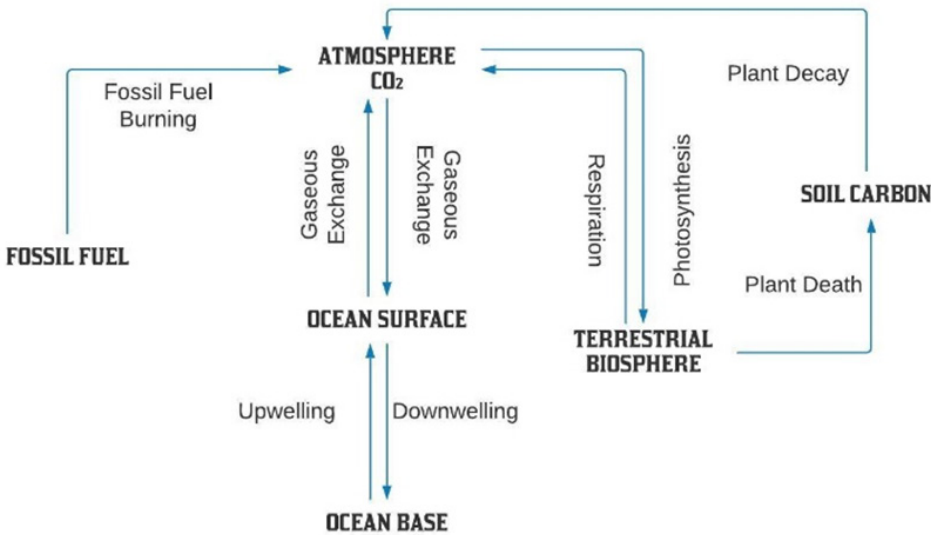 ATMOSPHERE
CO₂
Plant Decay
Fossil Fuel
Burning
Gaseous
Exchange
Gaseous
Exchange
Respiration
Photosynthesis
SOIL CARBON
FOSSIL FUEL
Plant Death
OCEAN SURFACE
TERRESTRIAL
BIOSPHERE
Upwelling
Downwelling
OCEAN BASE